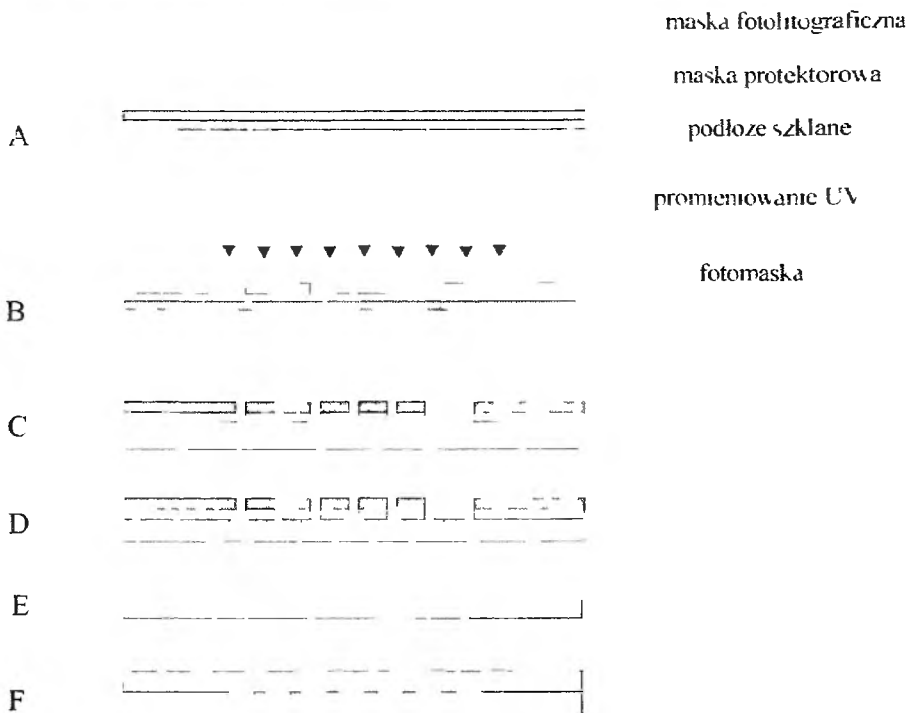 maska fotolitograficzna
maska protektorowa
A
podłoże szklane
promieniowanie UV
fotomaska
B
C
D
E
F